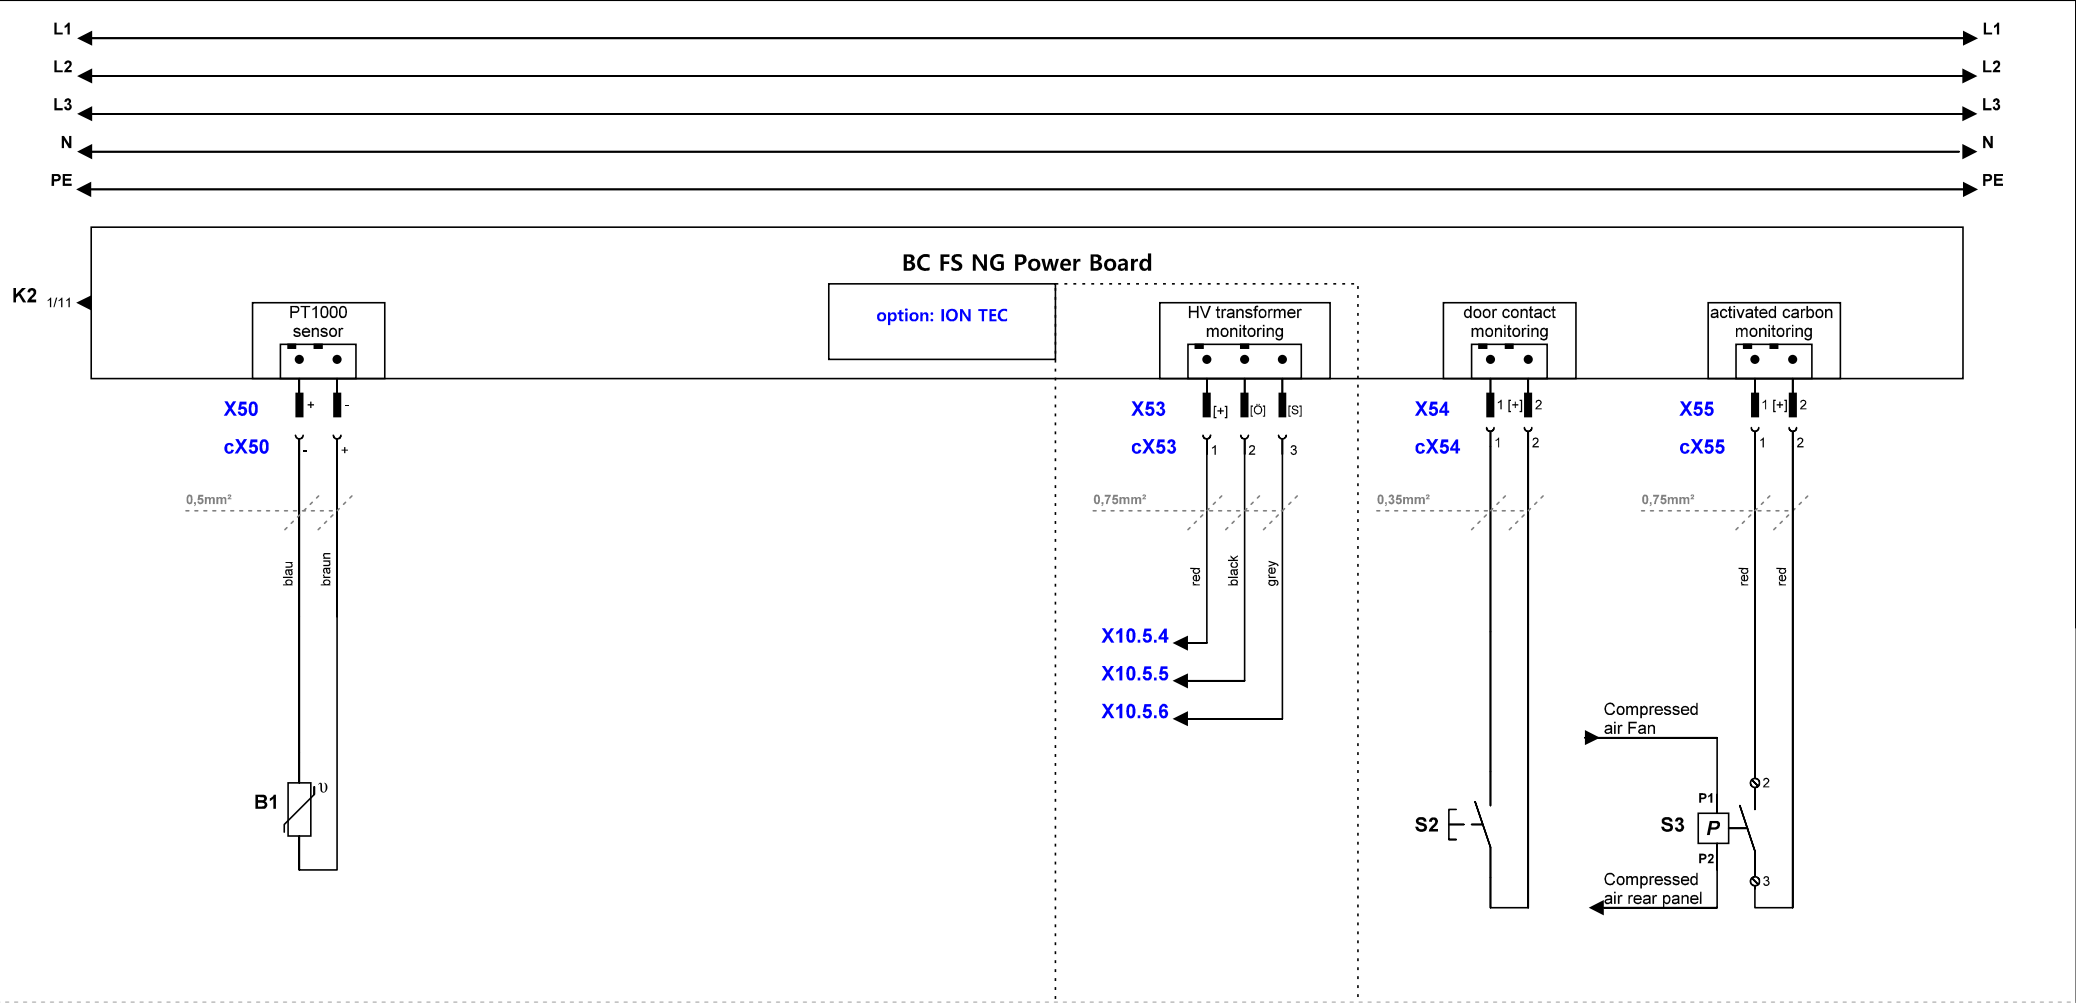 L1 L1
L2 L2
L3 L3
N N
PE PE
BC FS NG Power Board
K2 1/11
PT1000
sensor
option: ION TEC
HV transformer
monitoring
door contact
monitoring
activated carbon
monitoring
X50 + -
cX50 - +
X53 [+] [Ö] [S]
cX53 1 2 3
X54 1 [+] 2
cX54 1 2
X55 1 [+] 2
cX55 1 2
0,5mm² 0,75mm² 0,35mm² 0,75mm²
blau braun red black grey red red
X10.5.4
X10.5.5
X10.5.6
Compressed
air Fan
B1 υ
S2
2
P1
S3 P
P2
3
Compressed
air rear panel